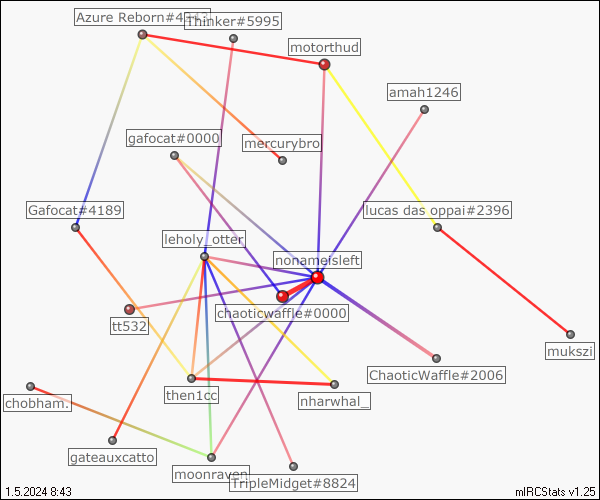 Azure Reborn#4
Thinker#5995
motorthud
amah1246
gafocat#0000
mercurybro
Gafocat#4189
lucas das oppai#2396
leholy_otter
nonameisleft
chaoticwaffle#0000
tt532
mukszi
ChaoticWaffle#2006
then1cc
nharwhal_
chobham.
gateauxcatto
moonraven
TripleMidget#8824
1.5.2024 8:43
mIRCStats v1.25